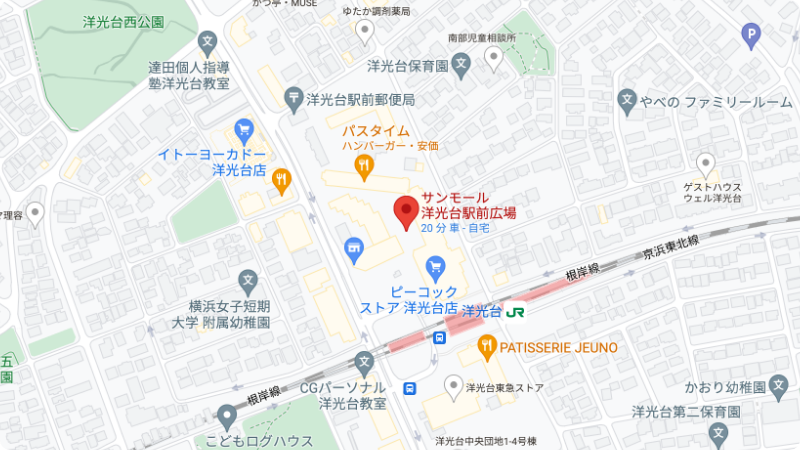 かつ亭・MUSE
ゆたか調剤薬局
洋光台西公園
南部児童相談所
達田個人指導
塾洋光台教室
洋光台保育園
洋光台駅前郵便局
やべの ファミリールーム
イトーヨーカドー
洋光台店
パスタイム
ハンバーガー・安価
サンモール
洋光台駅前広場
20 分 車 - 自宅
ゲストハウス
ウェル洋光台
マ理容
根岸線
京浜東北線
横浜女子短期
大学 附属幼稚園
ピーコック
ストア 洋光台店
洋光台
JR
PATISSERIE JEUNO
五
園
CGパーソナル
洋光台教室
根岸線
洋光台東急ストア
かおり幼稚園
洋光台第二保育園
こどもログハウス
洋光台中央団地1-4号棟